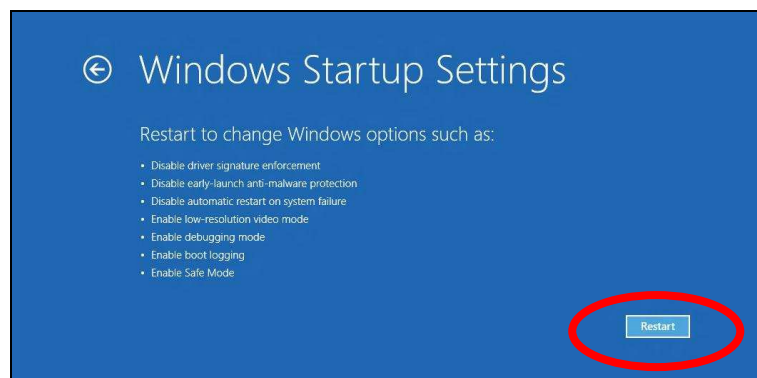 Windows Startup Settings
Restart to change Windows options such as:
• Disable driver signature enforcement
• Disable early-launch anti-malware protection
• Disable automatic restart on system failure
• Enable low-resolution video mode
• Enable debugging mode
• Enable boot logging
• Enable Safe Mode
Restart